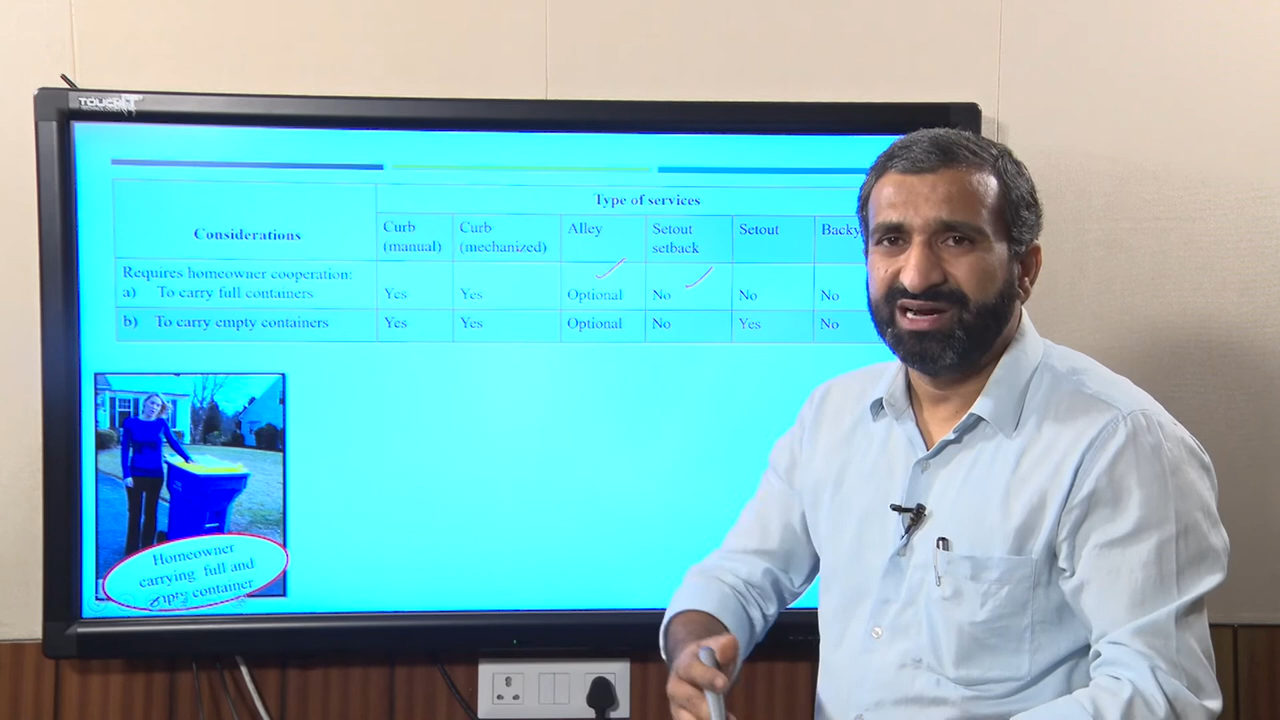 TOUCHIT
Type of services
Considerations
Curb
(manual)
Curb
(mechanized)
Alley
Setout
setback
Setout
Backy
Requires homeowner cooperation:
a) To carry full containers
Yes
Yes
Optional
No
No
No
b) To carry empty containers
Yes
Yes
Optional
No
Yes
No
Homeowner
carrying full and
container